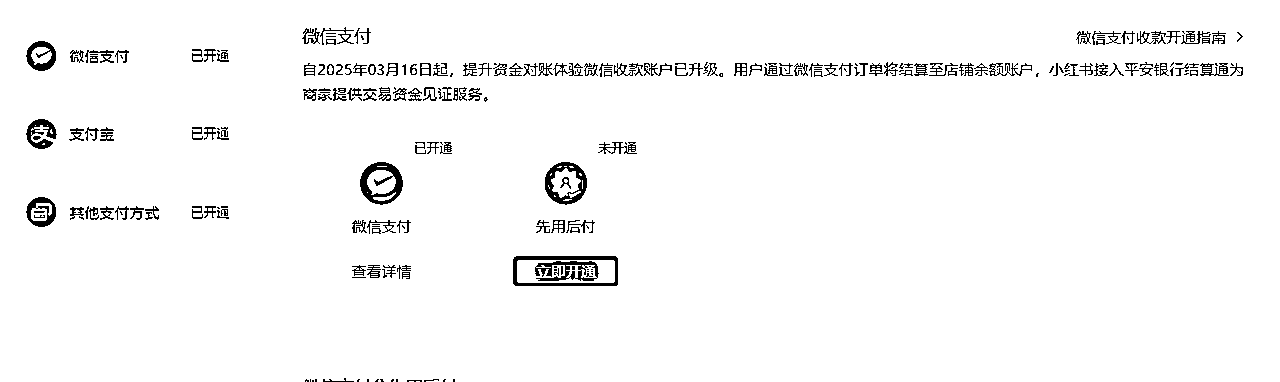 微信支付 已开通
支付宝 已开通
其他支付方式 已开通
微信支付
微信支付收款开通指南
自2025年03月16日起，提升资金对账体验微信收款账户已升级。用户通过微信支付订单将结算至店铺余额账户，小红书接入平安银行结算通为
商家提供交易资金见证服务。
已开通
微信支付
查看详情
未开通
先用后付
立即开通